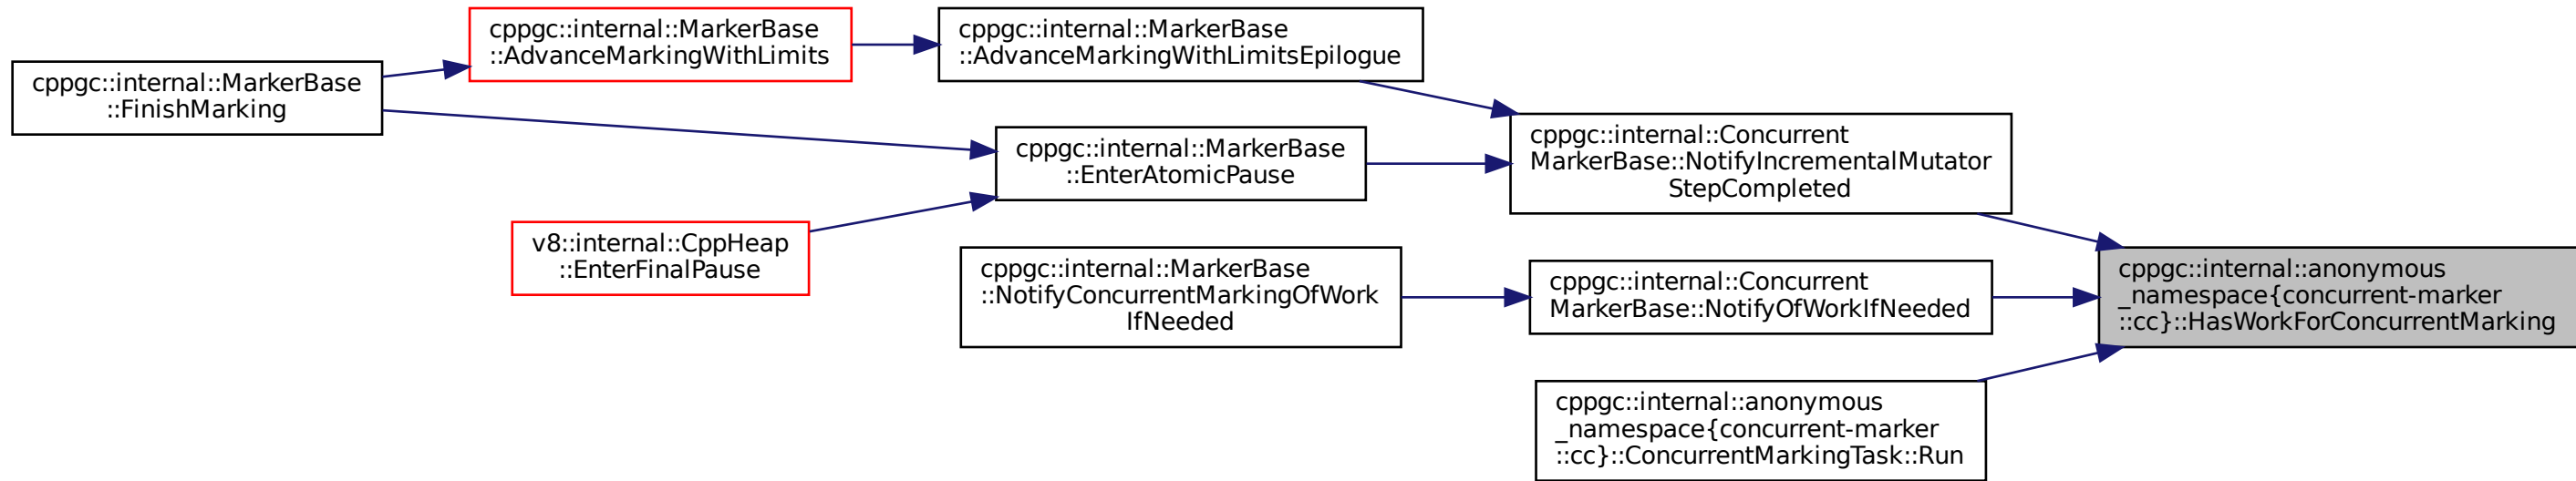 cppgc::internal::MarkerBase
::FinishMarking
cppgc::internal::MarkerBase
::AdvanceMarkingWithLimits
cppgc::internal::MarkerBase
::AdvanceMarkingWithLimitsEpilogue
cppgc::internal::MarkerBase
::EnterAtomicPause
v8::internal::CppHeap
::EnterFinalPause
cppgc::internal::MarkerBase
::NotifyConcurrentMarkingOfWork
IfNeeded
cppgc::internal::Concurrent
MarkerBase::NotifyIncrementalMutator
StepCompleted
cppgc::internal::Concurrent
MarkerBase::NotifyOfWorkIfNeeded
cppgc::internal::anonymous
_namespace{concurrent-marker
::cc}::ConcurrentMarkingTask::Run
cppgc::internal::anonymous
_namespace{concurrent-marker
::cc}::HasWorkForConcurrentMarking